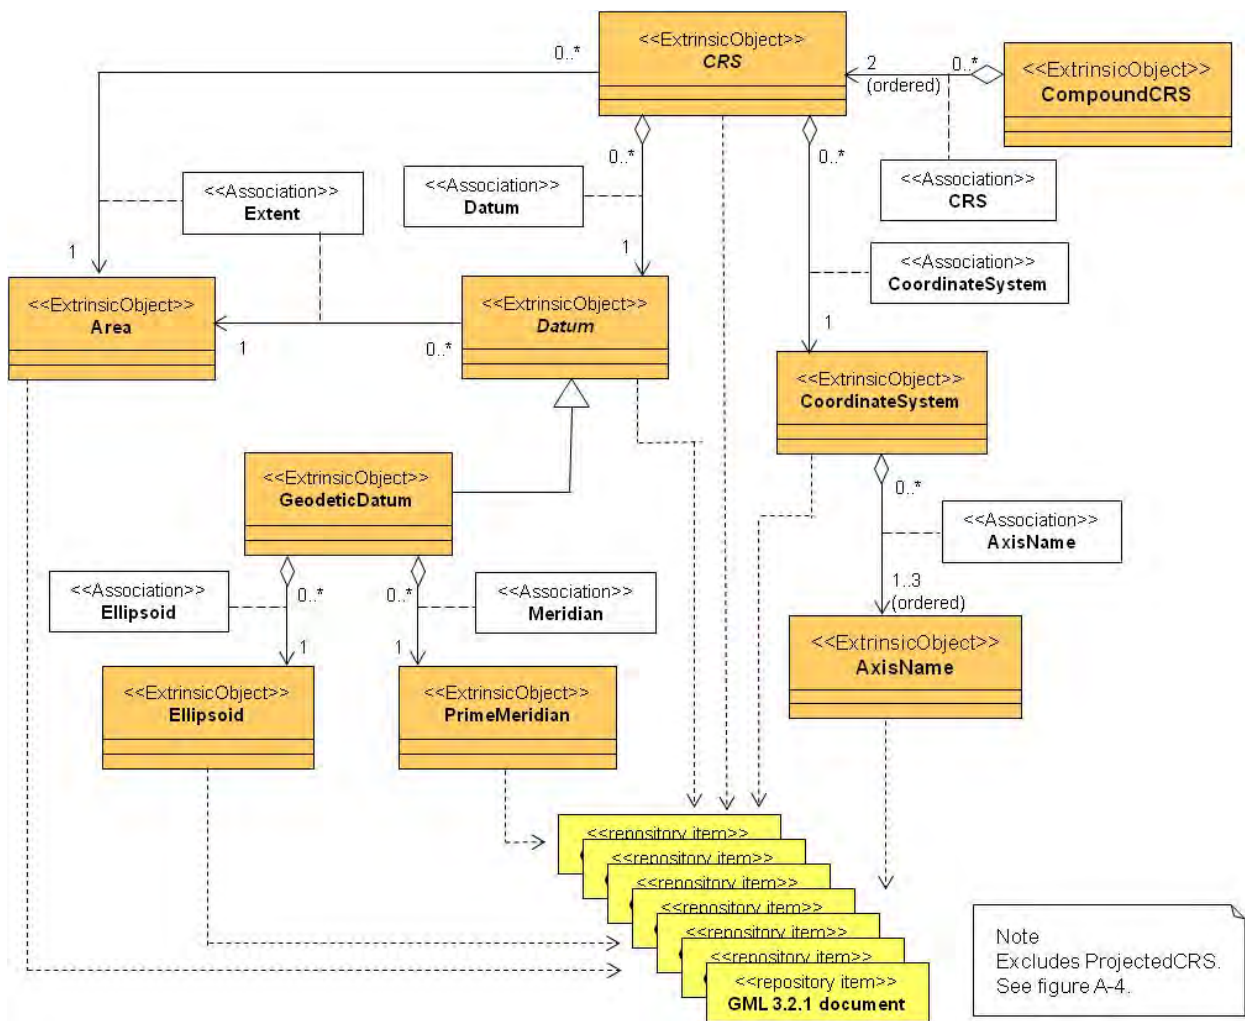 <<ExtrinsicObject>>
CRS
0..*
2
(ordered)
0..*
<<ExtrinsicObject>>
CompoundCRS
0..*
0..*
<<Association>>
Extent
<<Association>>
Datum
<<Association>>
CRS
<<Association>>
CoordinateSystem
1
1
1
<<ExtrinsicObject>>
Area
1
0..*
<<ExtrinsicObject>>
Datum
<<ExtrinsicObject>>
CoordinateSystem
<<ExtrinsicObject>>
GeodeticDatum
0..*
<<Association>>
AxisName
<<Association>>
Ellipsoid
0..*
0..*
<<Association>>
Meridian
1..3
(ordered)
1
1
<<ExtrinsicObject>>
AxisName
<<ExtrinsicObject>>
Ellipsoid
<<ExtrinsicObject>>
PrimeMeridian
<<repository item>>
<<repository item>>
<<repository item>>
<<repository item>>
<<repository item>>
<<repository item>>
<<repository item>>
GML 3.2.1 document
Note
Excludes ProjectedCRS.
See figure A-4.